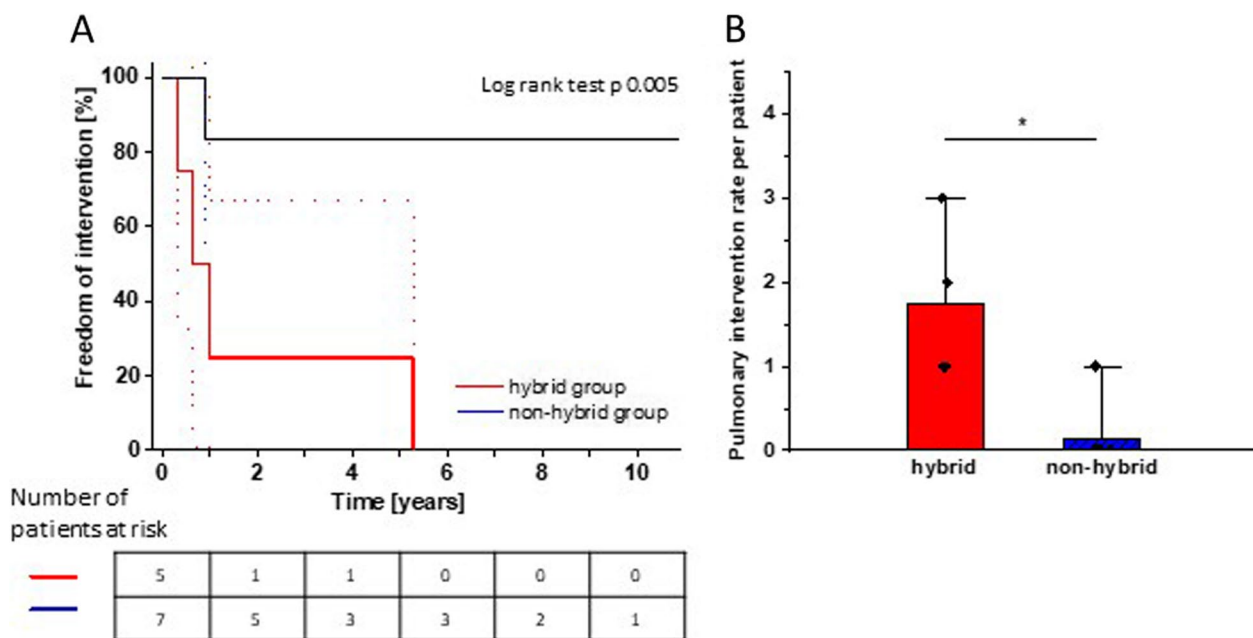 A
Freedom of intervention [%]
100
80
60
40
20
0
Log rank test p 0.005
hybrid group
non-hybrid group
0 2 4 6 8 10
Time [years]
Number of
patients at risk
5 1 1 0 0 0
7 5 3 3 2 1
B
Pulmonary intervention rate per patient
4
3
2
1
0
*
hybrid non-hybrid